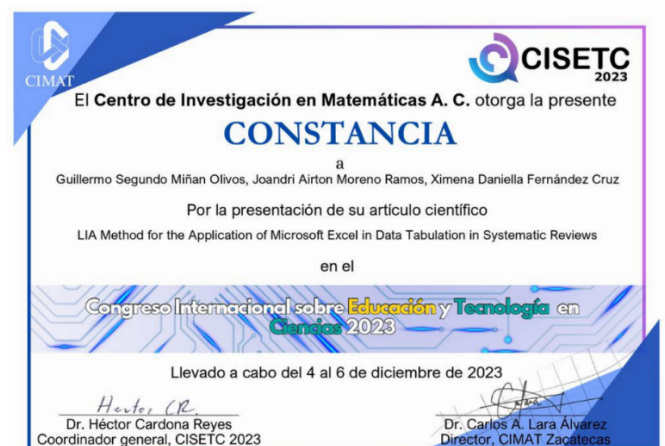 CIMAT
CISETC
2023
El Centro de Investigación en Matemáticas A. C. otorga la presente
CONSTANCIA
a
Guillermo Segundo Miñan Olivos, Joandri Airton Moreno Ramos, Ximena Daniella Fernández Cruz
Por la presentación de su artículo científico
LIA Method for the Application of Microsoft Excel in Data Tabulation in Systematic Reviews
en el
Congreso Internacional sobre Educación y Tecnología en
Ciencias 2023
Llevado a cabo del 4 al 6 de diciembre de 2023
Hector CR.
Dr. Héctor Cardona Reyes
Coordinador general, CISETC 2023
Dr. Carlos A. Lara Álvarez
Director, CIMAT Zacatecas